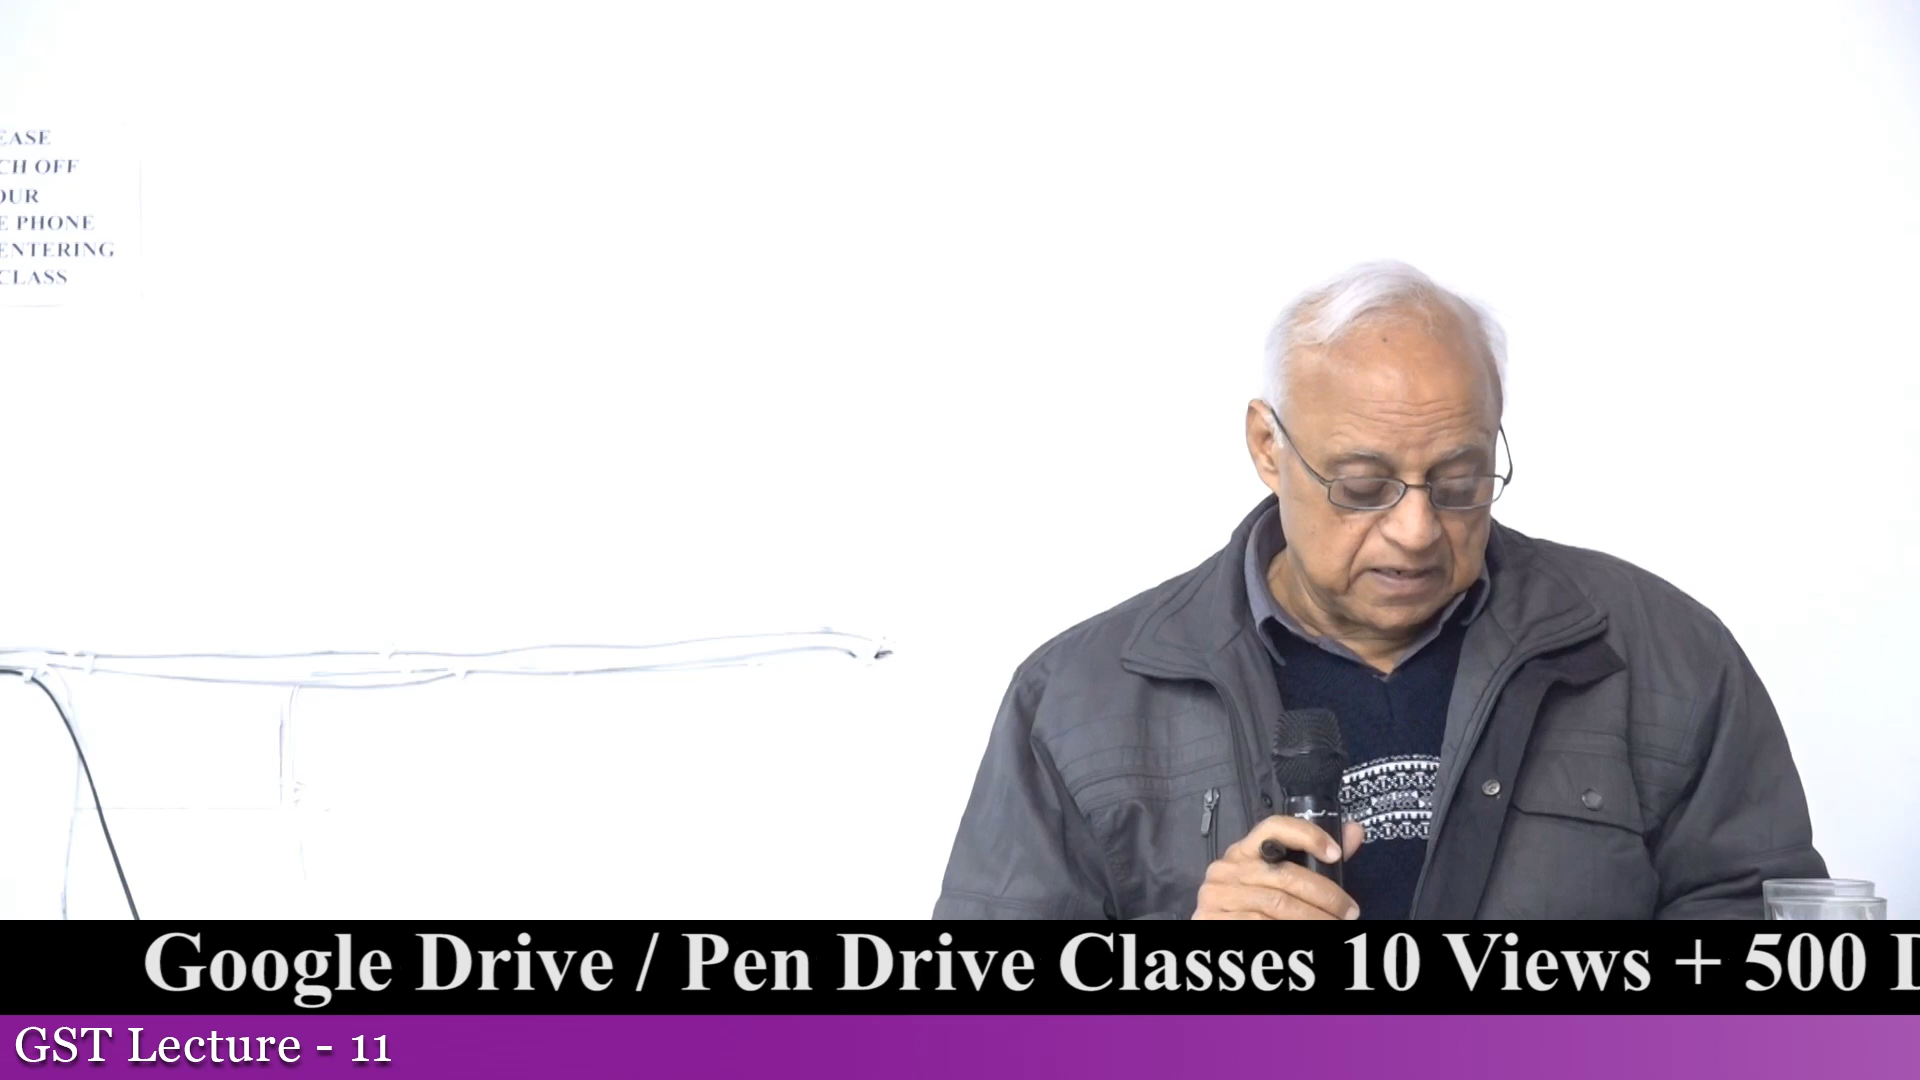 EASE
CH OFF
OUR
E PHONE
ENTERING
CLASS
Google Drive / Pen Drive Classes 10 Views + 500
GST Lecture - 11